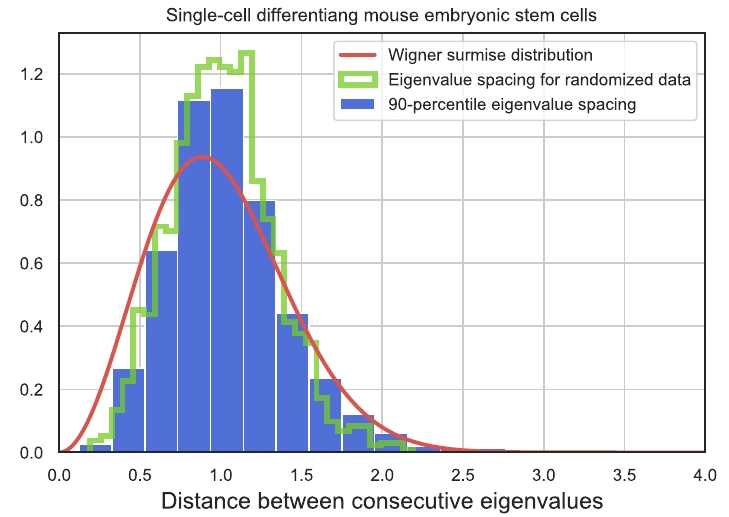 Single-cell differentiang mouse embryonic stem cells
Wigner surmise distribution
Eigenvalue spacing for randomized data
90-percentile eigenvalue spacing
1.2
1.0
0.8
0.6
0.4
0.2
0.0
0.0 0.5 1.0 1.5 2.0 2.5 3.0 3.5 4.0
Distance between consecutive eigenvalues